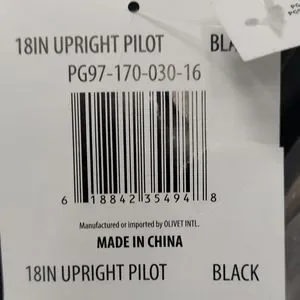 18IN UPRIGHT PILOT BLA
PG97-170-030-16
6 18842 35494 8
Manufactured or imported by OLIVET INTL.
MADE IN CHINA
18IN UPRIGHT PILOT BLACK